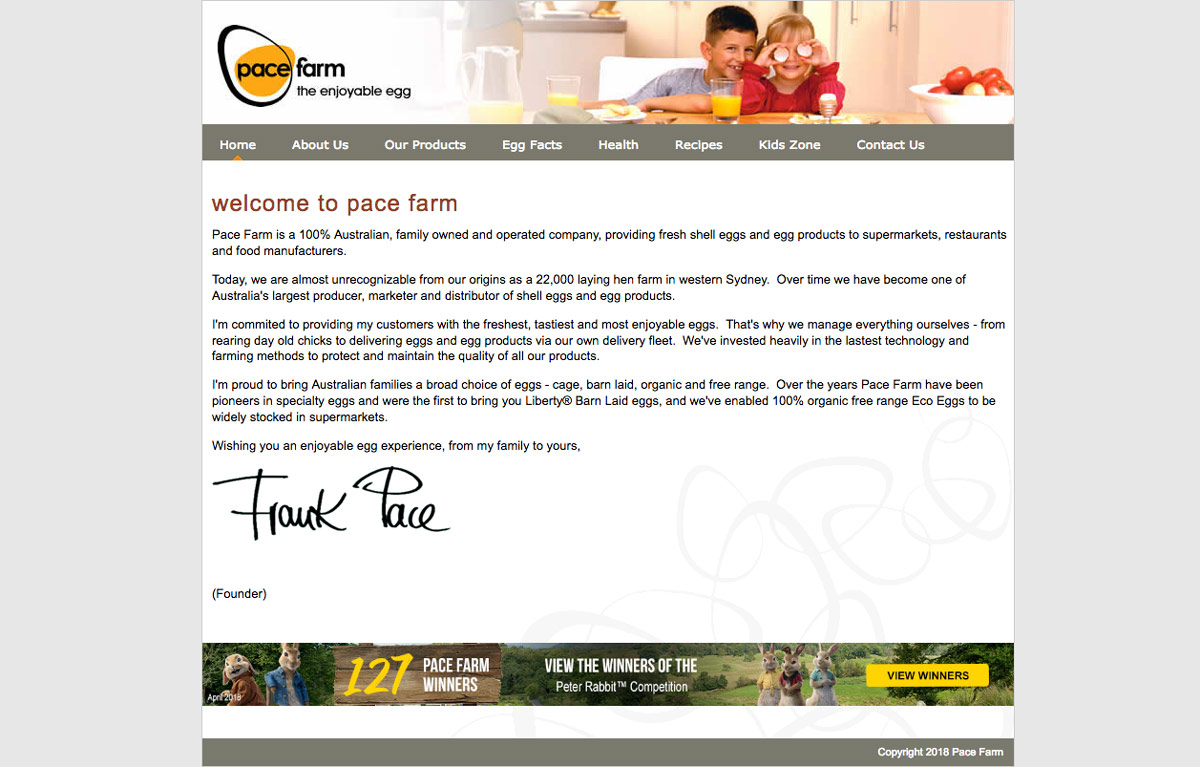 pace farm
the enjoyable egg
Home About Us Our Products Egg Facts Health Recipes Kids Zone Contact Us
welcome to pace farm
Pace Farm is a 100% Australian, family owned and operated company, providing fresh shell eggs and egg products to supermarkets, restaurants
and food manufacturers.
Today, we are almost unrecognizable from our origins as a 22,000 laying hen farm in western Sydney. Over time we have become one of
Australia's largest producer, marketer and distributor of shell eggs and egg products.
I'm commited to providing my customers with the freshest, tastiest and most enjoyable eggs. That's why we manage everything ourselves - from
rearing day old chicks to delivering eggs and egg products via our own delivery fleet. We've invested heavily in the lastest technology and
farming methods to protect and maintain the quality of all our products.
I'm proud to bring Australian families a broad choice of eggs - cage, barn laid, organic and free range. Over the years Pace Farm have been
pioneers in specialty eggs and were the first to bring you Liberty® Barn Laid eggs, and we've enabled 100% organic free range Eco Eggs to be
widely stocked in supermarkets.
Wishing you an enjoyable egg experience, from my family to yours,
Frank Pace
(Founder)
April 2018
127 PACE FARM
WINNERS
VIEW THE WINNERS OF THE
Peter Rabbit™ Competition
VIEW WINNERS
Copyright 2018 Pace Farm